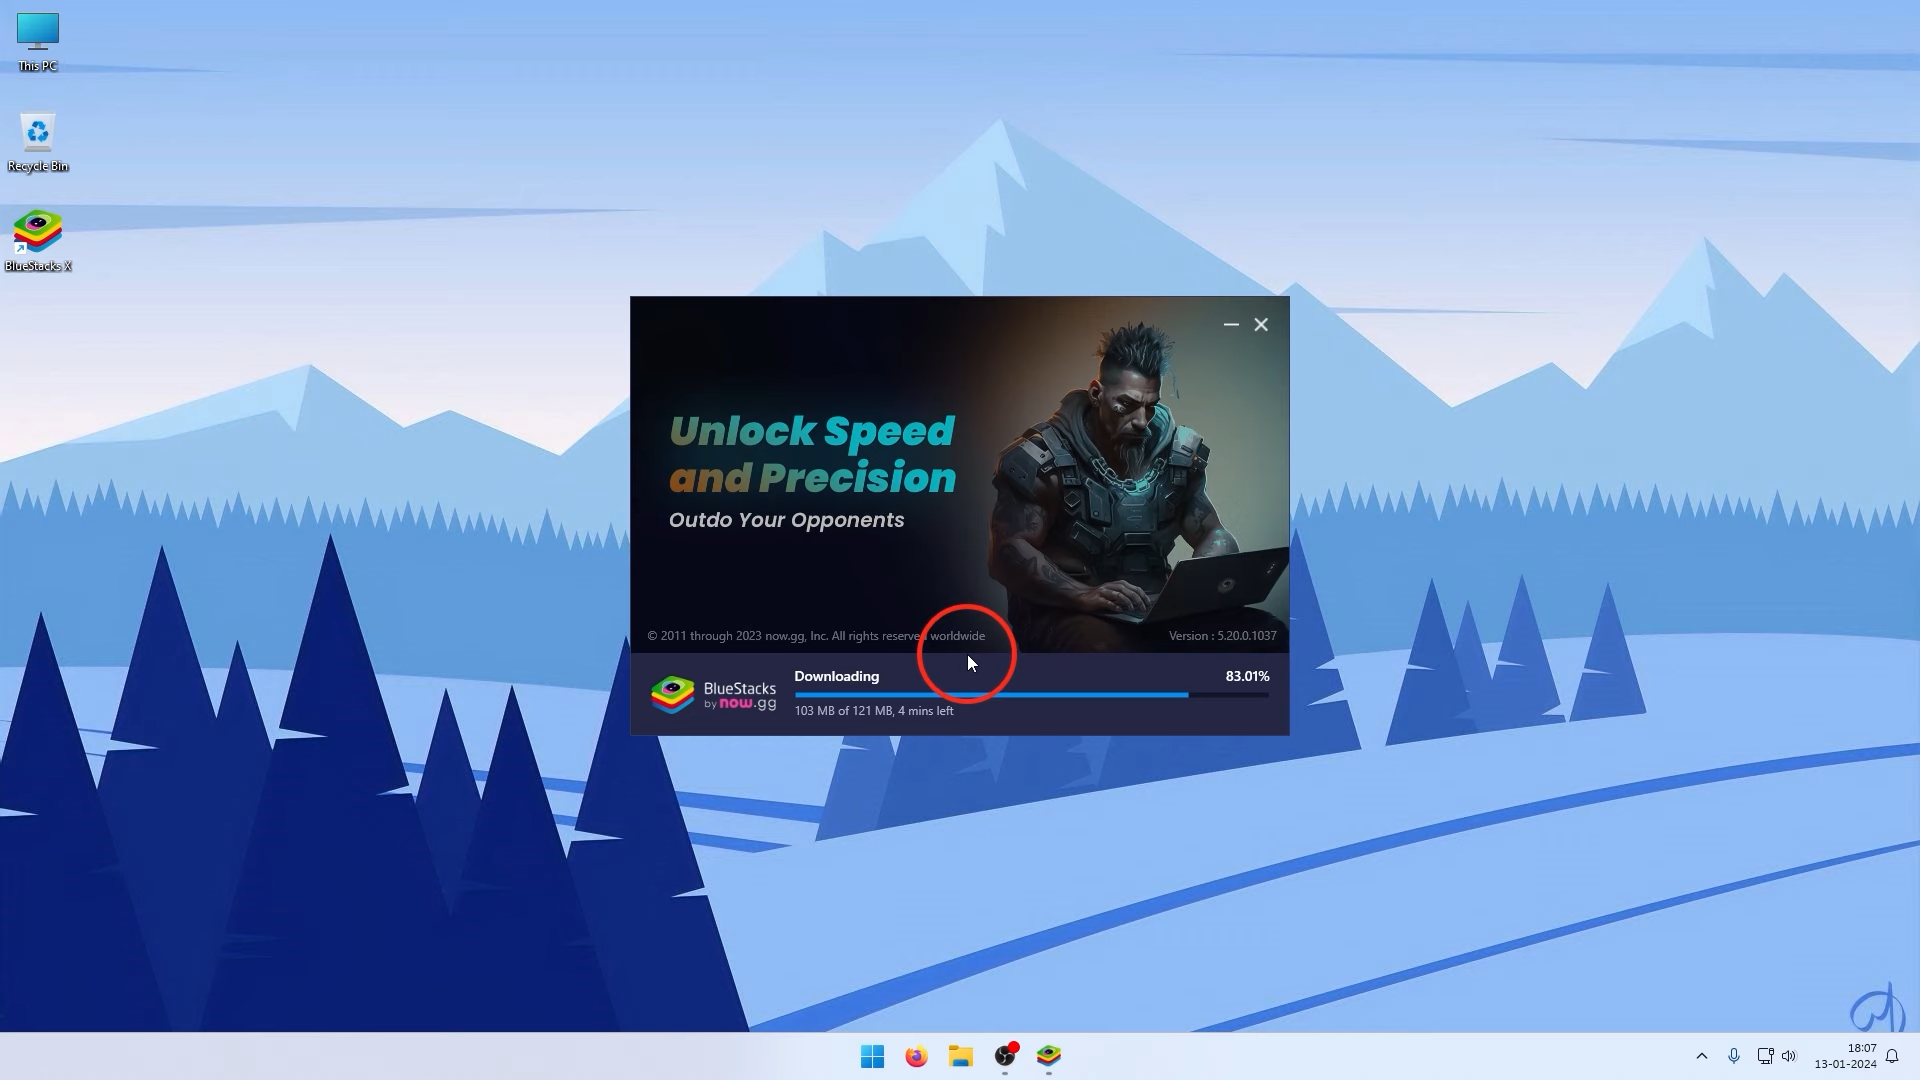 This PC
Recycle Bin
BlueStacks X
Unlock Speed
and Precision
Outdo Your Opponents
© 2011 through 2023 now.gg, Inc. All rights reserved worldwide
Version : 5.20.0.1037
BlueStacks
by now.gg
Downloading
83.01%
103 MB of 121 MB, 4 mins left
18:07
13-01-2024